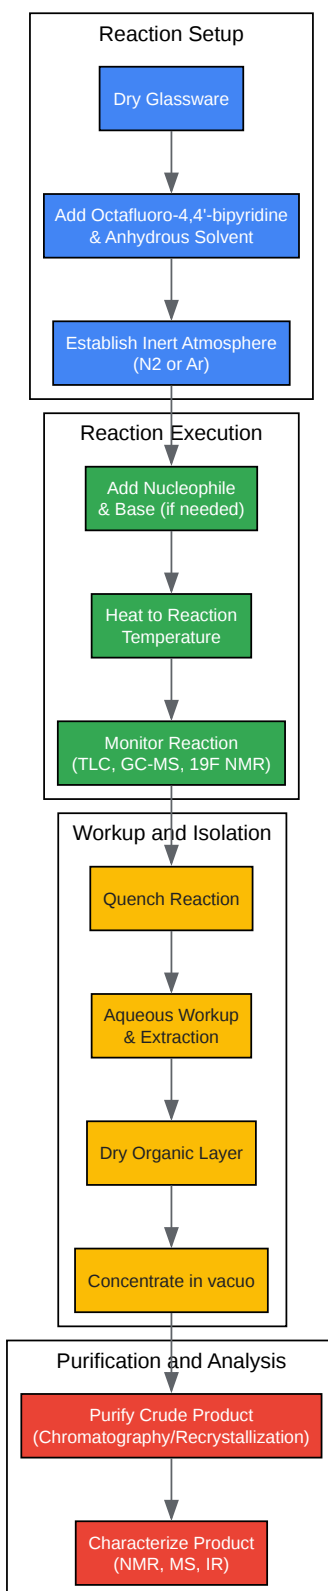 Reaction Setup
Dry Glassware
Add Octafluoro-4,4'-bipyridine
& Anhydrous Solvent
Establish Inert Atmosphere
(N2 or Ar)
Reaction Execution
Add Nucleophile
& Base (if needed)
Heat to Reaction
Temperature
Monitor Reaction
(TLC, GC-MS, 19F NMR)
Workup and Isolation
Quench Reaction
Aqueous Workup
& Extraction
Dry Organic Layer
Concentrate in vacuo
Purification and Analysis
Purify Crude Product
(Chromatography/Recrystallization)
Characterize Product
(NMR, MS, IR)